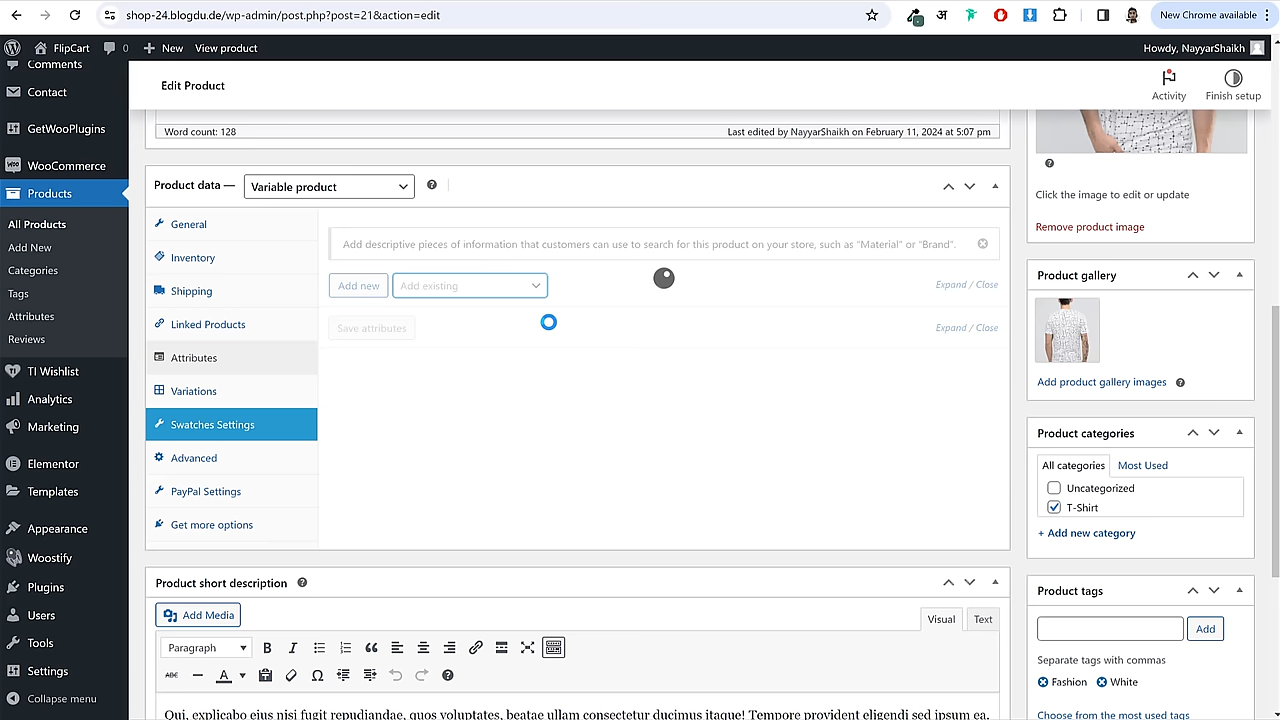 shop-24.blogdu.de/wp-admin/post.php?post=21&action=edit
अ
New Chrome available
FlipCart
0
New
View product
Howdy, NayyarShaikh
Comments
Contact
GetWooPlugins
WooCommerce
Products
All Products
Add New
Categories
Tags
Attributes
Reviews
TI Wishlist
Analytics
Marketing
Elementor
Templates
Appearance
Woostify
Plugins
Users
Tools
Settings
Collapse menu
Edit Product
Activity
Finish setup
Word count: 128
Last edited by NayyarShaikh on February 11, 2024 at 5:07 pm
Product data —
Variable product
General
Inventory
Shipping
Linked Products
Attributes
Variations
Swatches Settings
Advanced
PayPal Settings
Get more options
Add descriptive pieces of information that customers can use to search for this product on your store, such as “Material” or “Brand”.
Add new
Add existing
Expand / Close
Save attributes
Expand / Close
Product short description
Add Media
Visual
Text
Paragraph
B
I
ABC
A
Qui, explicabo eius nisi fugit repudiandae, quos voluptates, beatae ullam consectetur ducimus itaque! Tempore provident eligendi sed ipsum ea.
Click the image to edit or update
Remove product image
Product gallery
Add product gallery images
Product categories
All categories
Most Used
Uncategorized
T-Shirt
+ Add new category
Product tags
Add
Separate tags with commas
Fashion
White
Choose from the most used tags